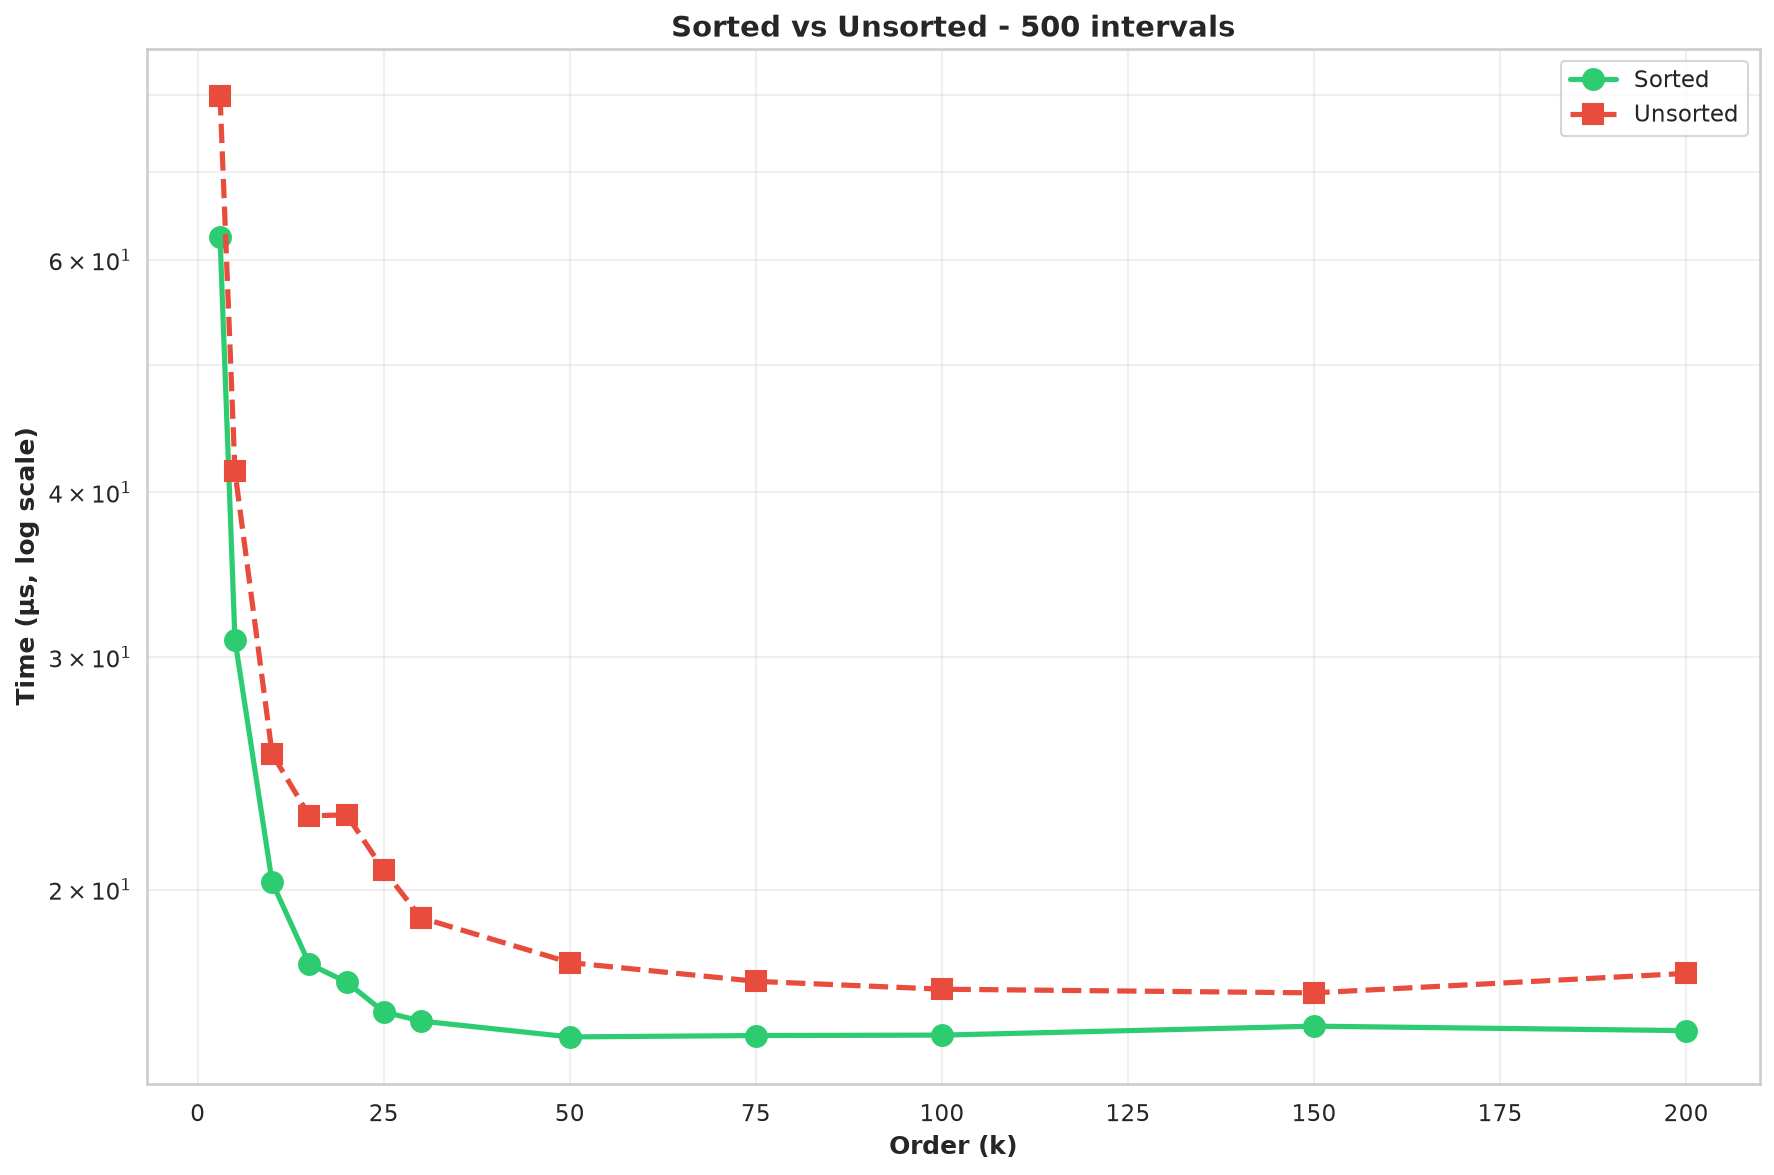 Sorted vs Unsorted - 500 intervals
Sorted
Unsorted
Time (µs, log scale)
6 × 10¹
4 × 10¹
3 × 10¹
2 × 10¹
0 25 50 75 100 125 150 175 200
Order (k)